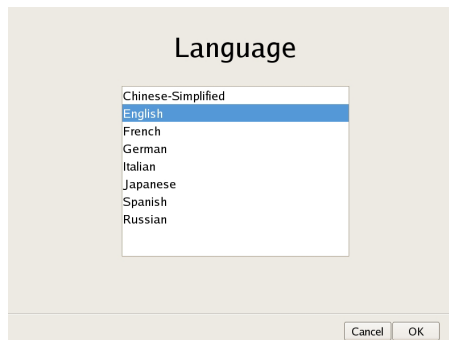 Language
Chinese-Simplified
English
French
German
Italian
Japanese
Spanish
Russian
Cancel OK